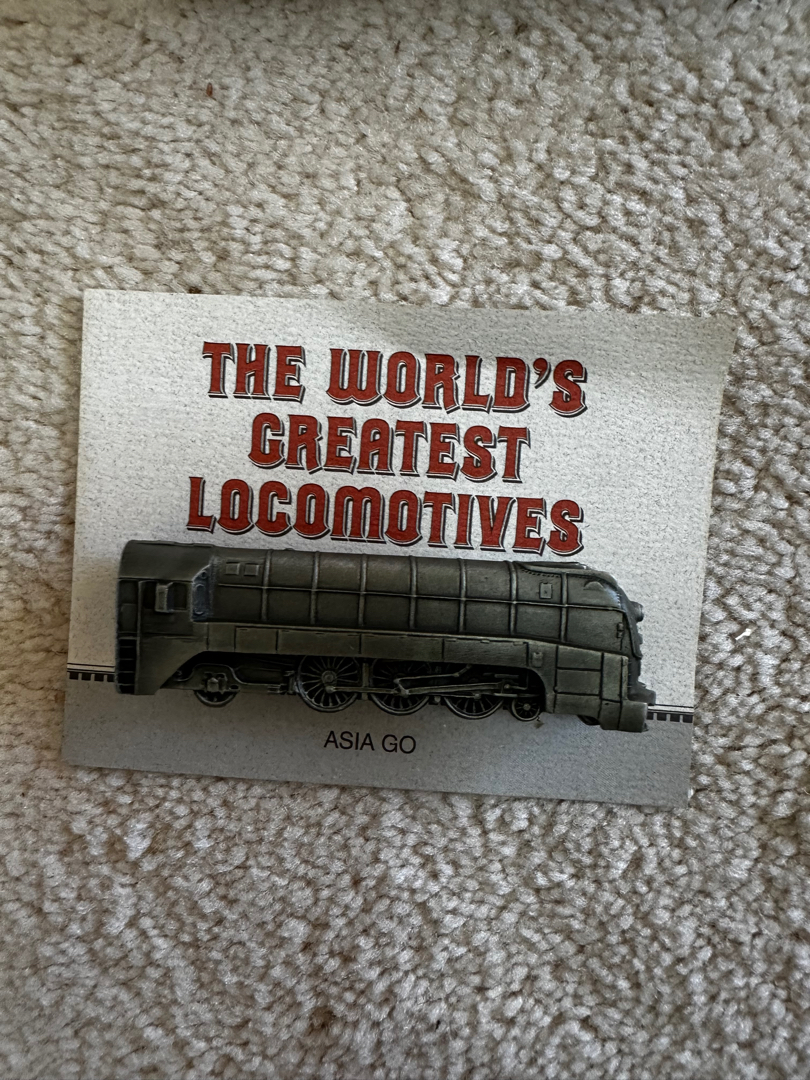 THE WORLD'S
GREATEST
LOCOMOTIVES
ASIA GO